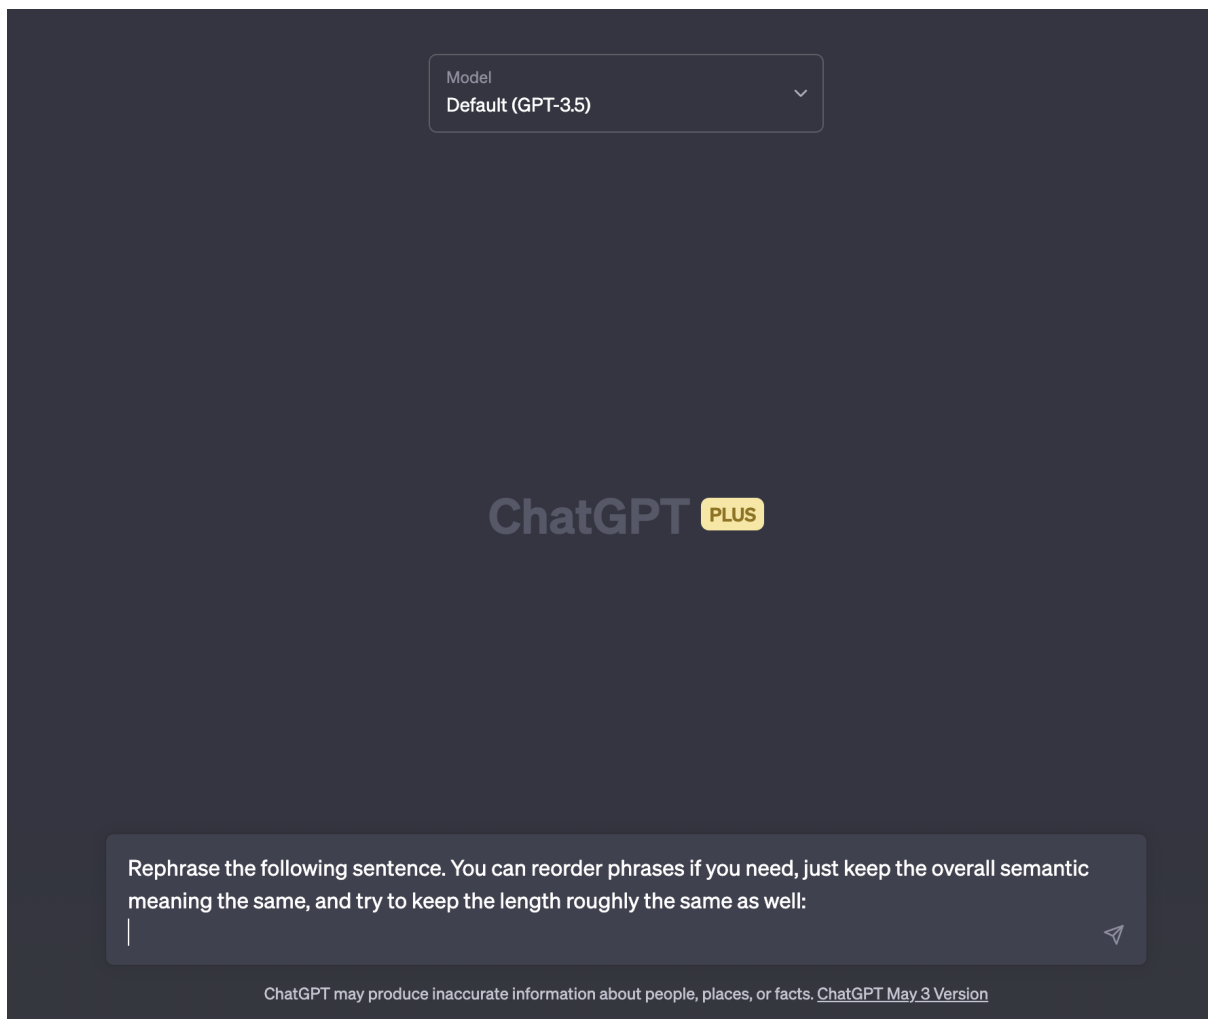 Model
Default (GPT-3.5)
ChatGPT PLUS
Rephrase the following sentence. You can reorder phrases if you need, just keep the overall semantic
meaning the same, and try to keep the length roughly the same as well:
ChatGPT may produce inaccurate information about people, places, or facts. ChatGPT May 3 Version